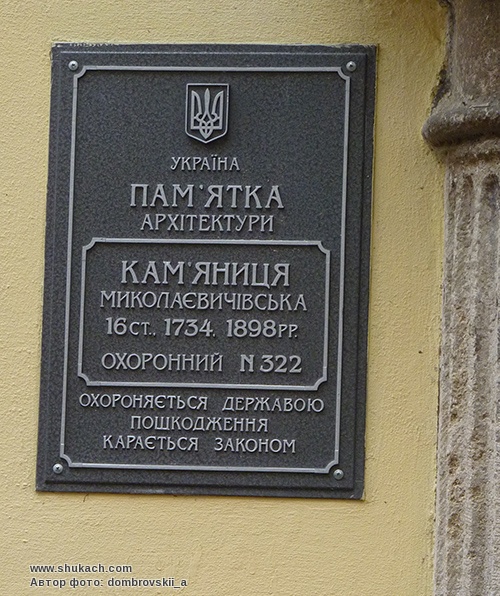 УКРАЇНА
ПАМ'ЯТКА
АРХІТЕКТУРИ
КАМ'ЯНИЦЯ
МИКОЛАЄВИЧІВСЬКА
16 СТ., 1734, 1898 РР.
ОХОРОННИЙ N 322
ОХОРОНЯЄТЬСЯ ДЕРЖАВОЮ
ПОШКОДЖЕННЯ
КАРАЄТЬСЯ ЗАКОНОМ
www.shukach.com
Автор фото: dombrovskii_a